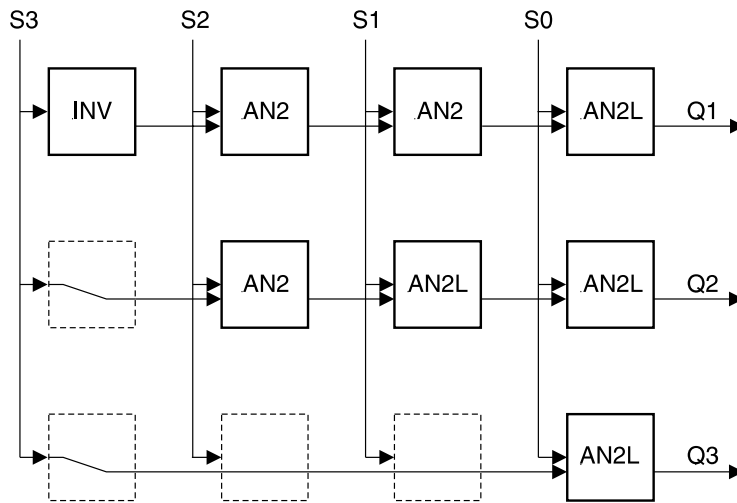 S3 S2 S1 S0
INV AN2 AN2 AN2L Q1
AN2 AN2L AN2L Q2
AN2L Q3